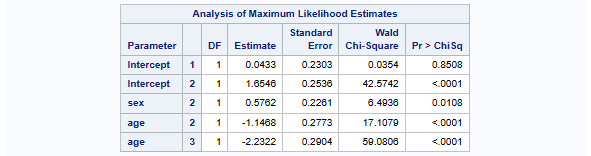 Analysis of Maximum Likelihood Estimates
Parameter DF Estimate Standard Error Wald Chi-Square Pr > ChiSq
Intercept 1 1 0.0433 0.2303 0.0354 0.8508
Intercept 2 1 1.6546 0.2536 42.5742 <.0001
sex 2 1 0.5762 0.2261 6.4936 0.0108
age 2 1 -1.1468 0.2773 17.1079 <.0001
age 3 1 -2.2322 0.2904 59.0806 <.0001